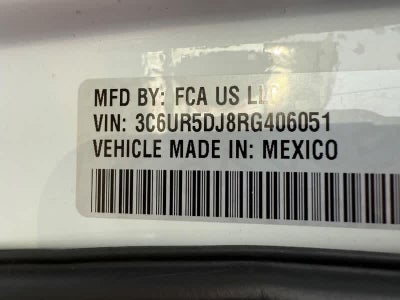 MFD BY: FCA US LLC
VIN: 3C6UR5DJ8RG406051
VEHICLE MADE IN: MEXICO